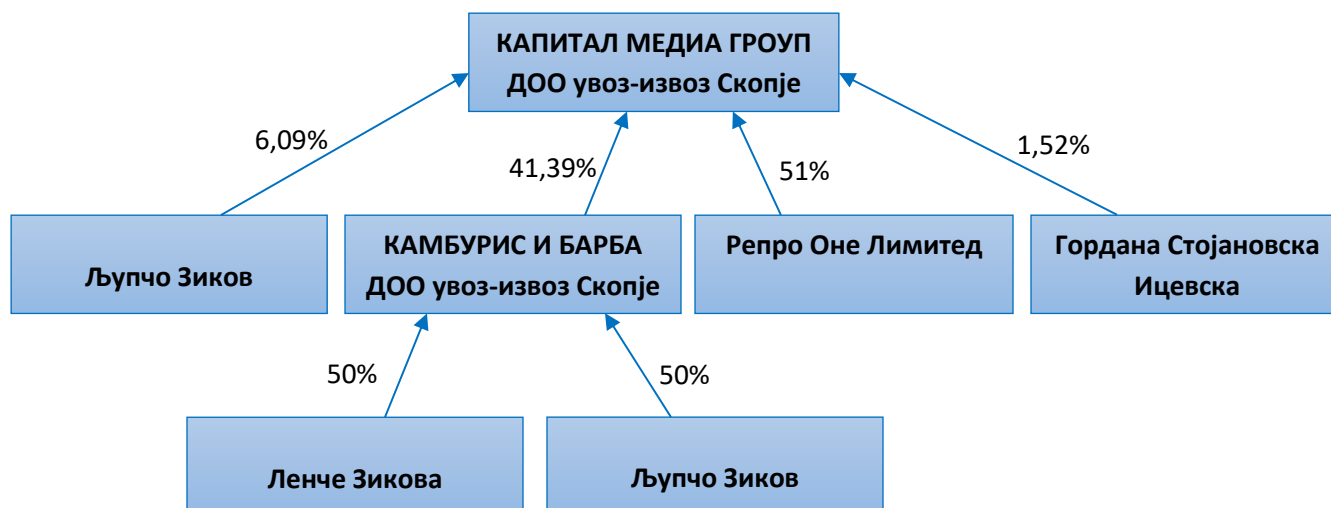 КАПИТАЛ МЕДИА ГРОУП
ДОО увоз-извоз Скопје
6,09%
41,39%
51%
1,52%
Љупчо Зиков
КАМБУРИС И БАРБА
ДОО увоз-извоз Скопје
Репро Оне Лимитед
Гордана Стојановска
Ицевска
50%
50%
Ленче Зикова
Љупчо Зиков